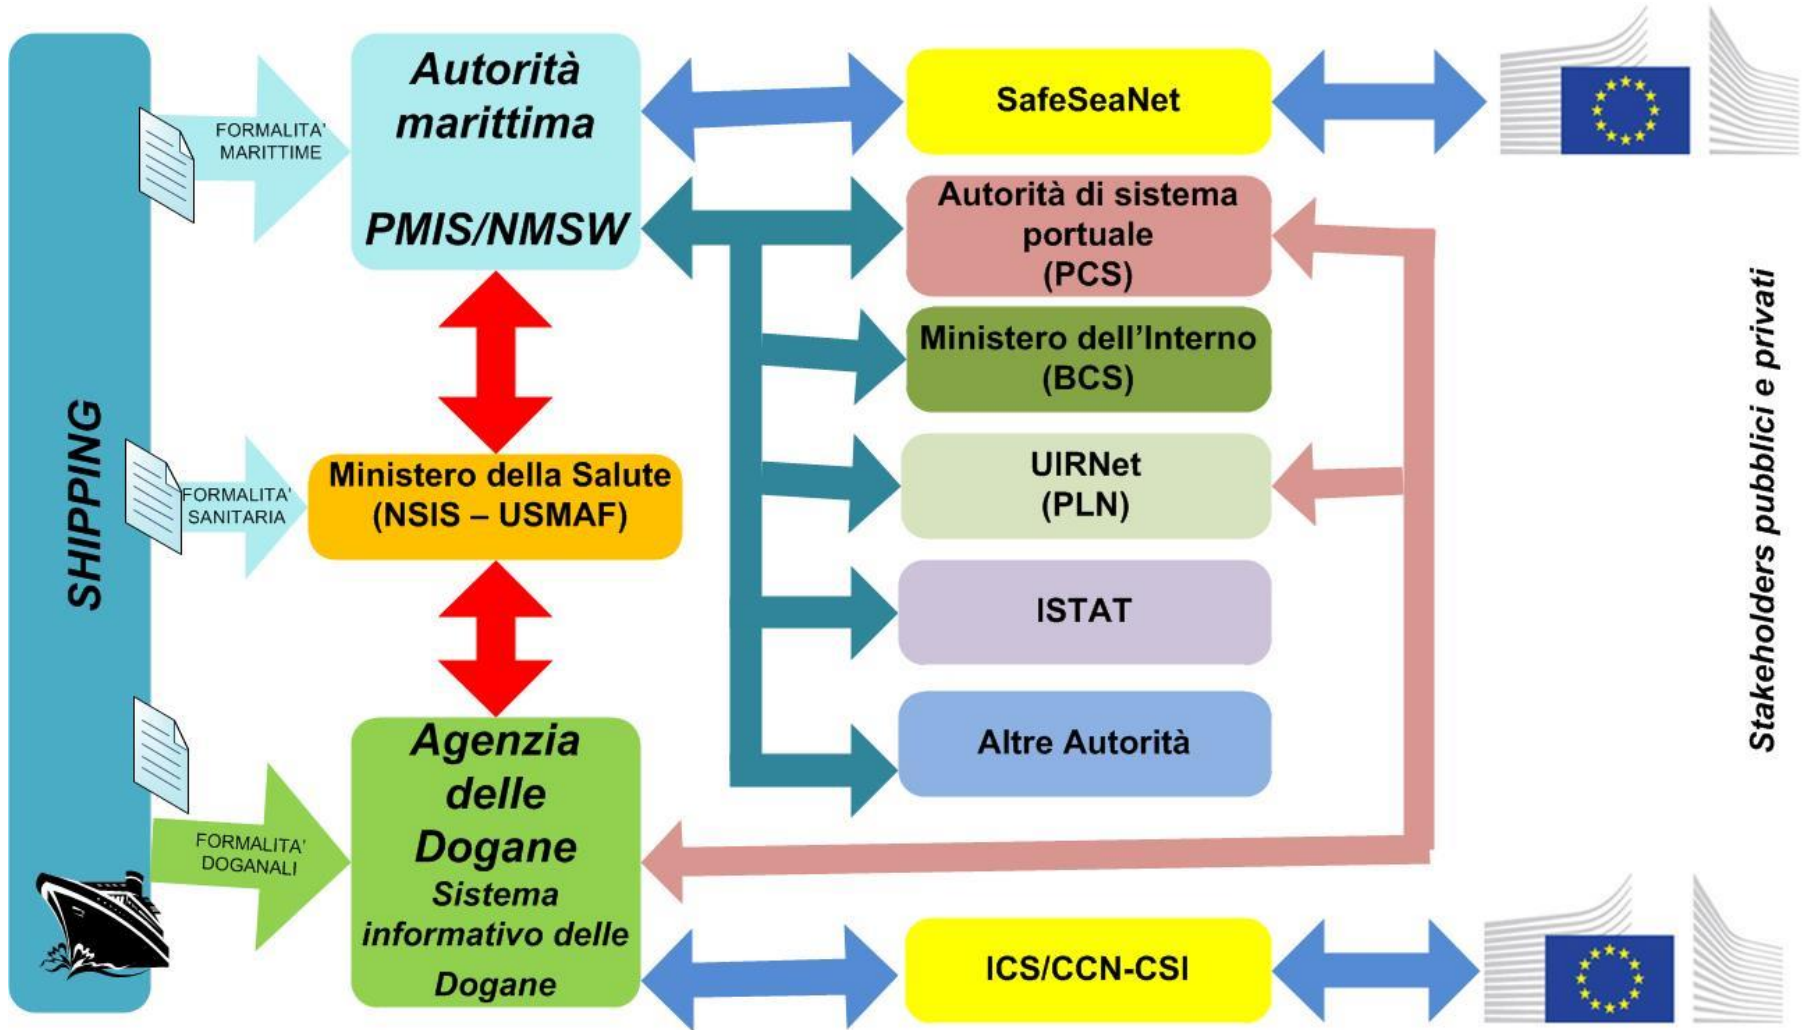 SHIPPING
FORMALITA'
MARITTIME
FORMALITA'
SANITARIA
FORMALITA'
DOGANALI
Autorità
marittima
PMIS/NMSW
Ministero della Salute
(NSIS – USMAF)
Agenzia
delle
Dogane
Sistema
informativo delle
Dogane
SafeSeaNet
Autorità di sistema
portuale
(PCS)
Ministero dell'Interno
(BCS)
UIRNet
(PLN)
ISTAT
Altre Autorità
ICS/CCN-CSI
Stakeholders pubblici e privati